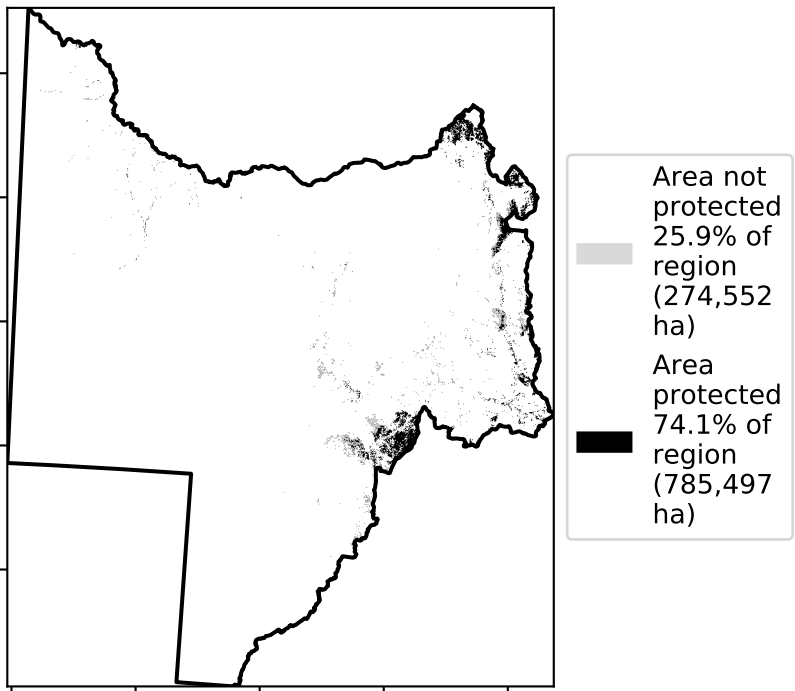 Area not
protected
25.9% of
region
(274,552
ha)
Area
protected
74.1% of
region
(785,497
ha)